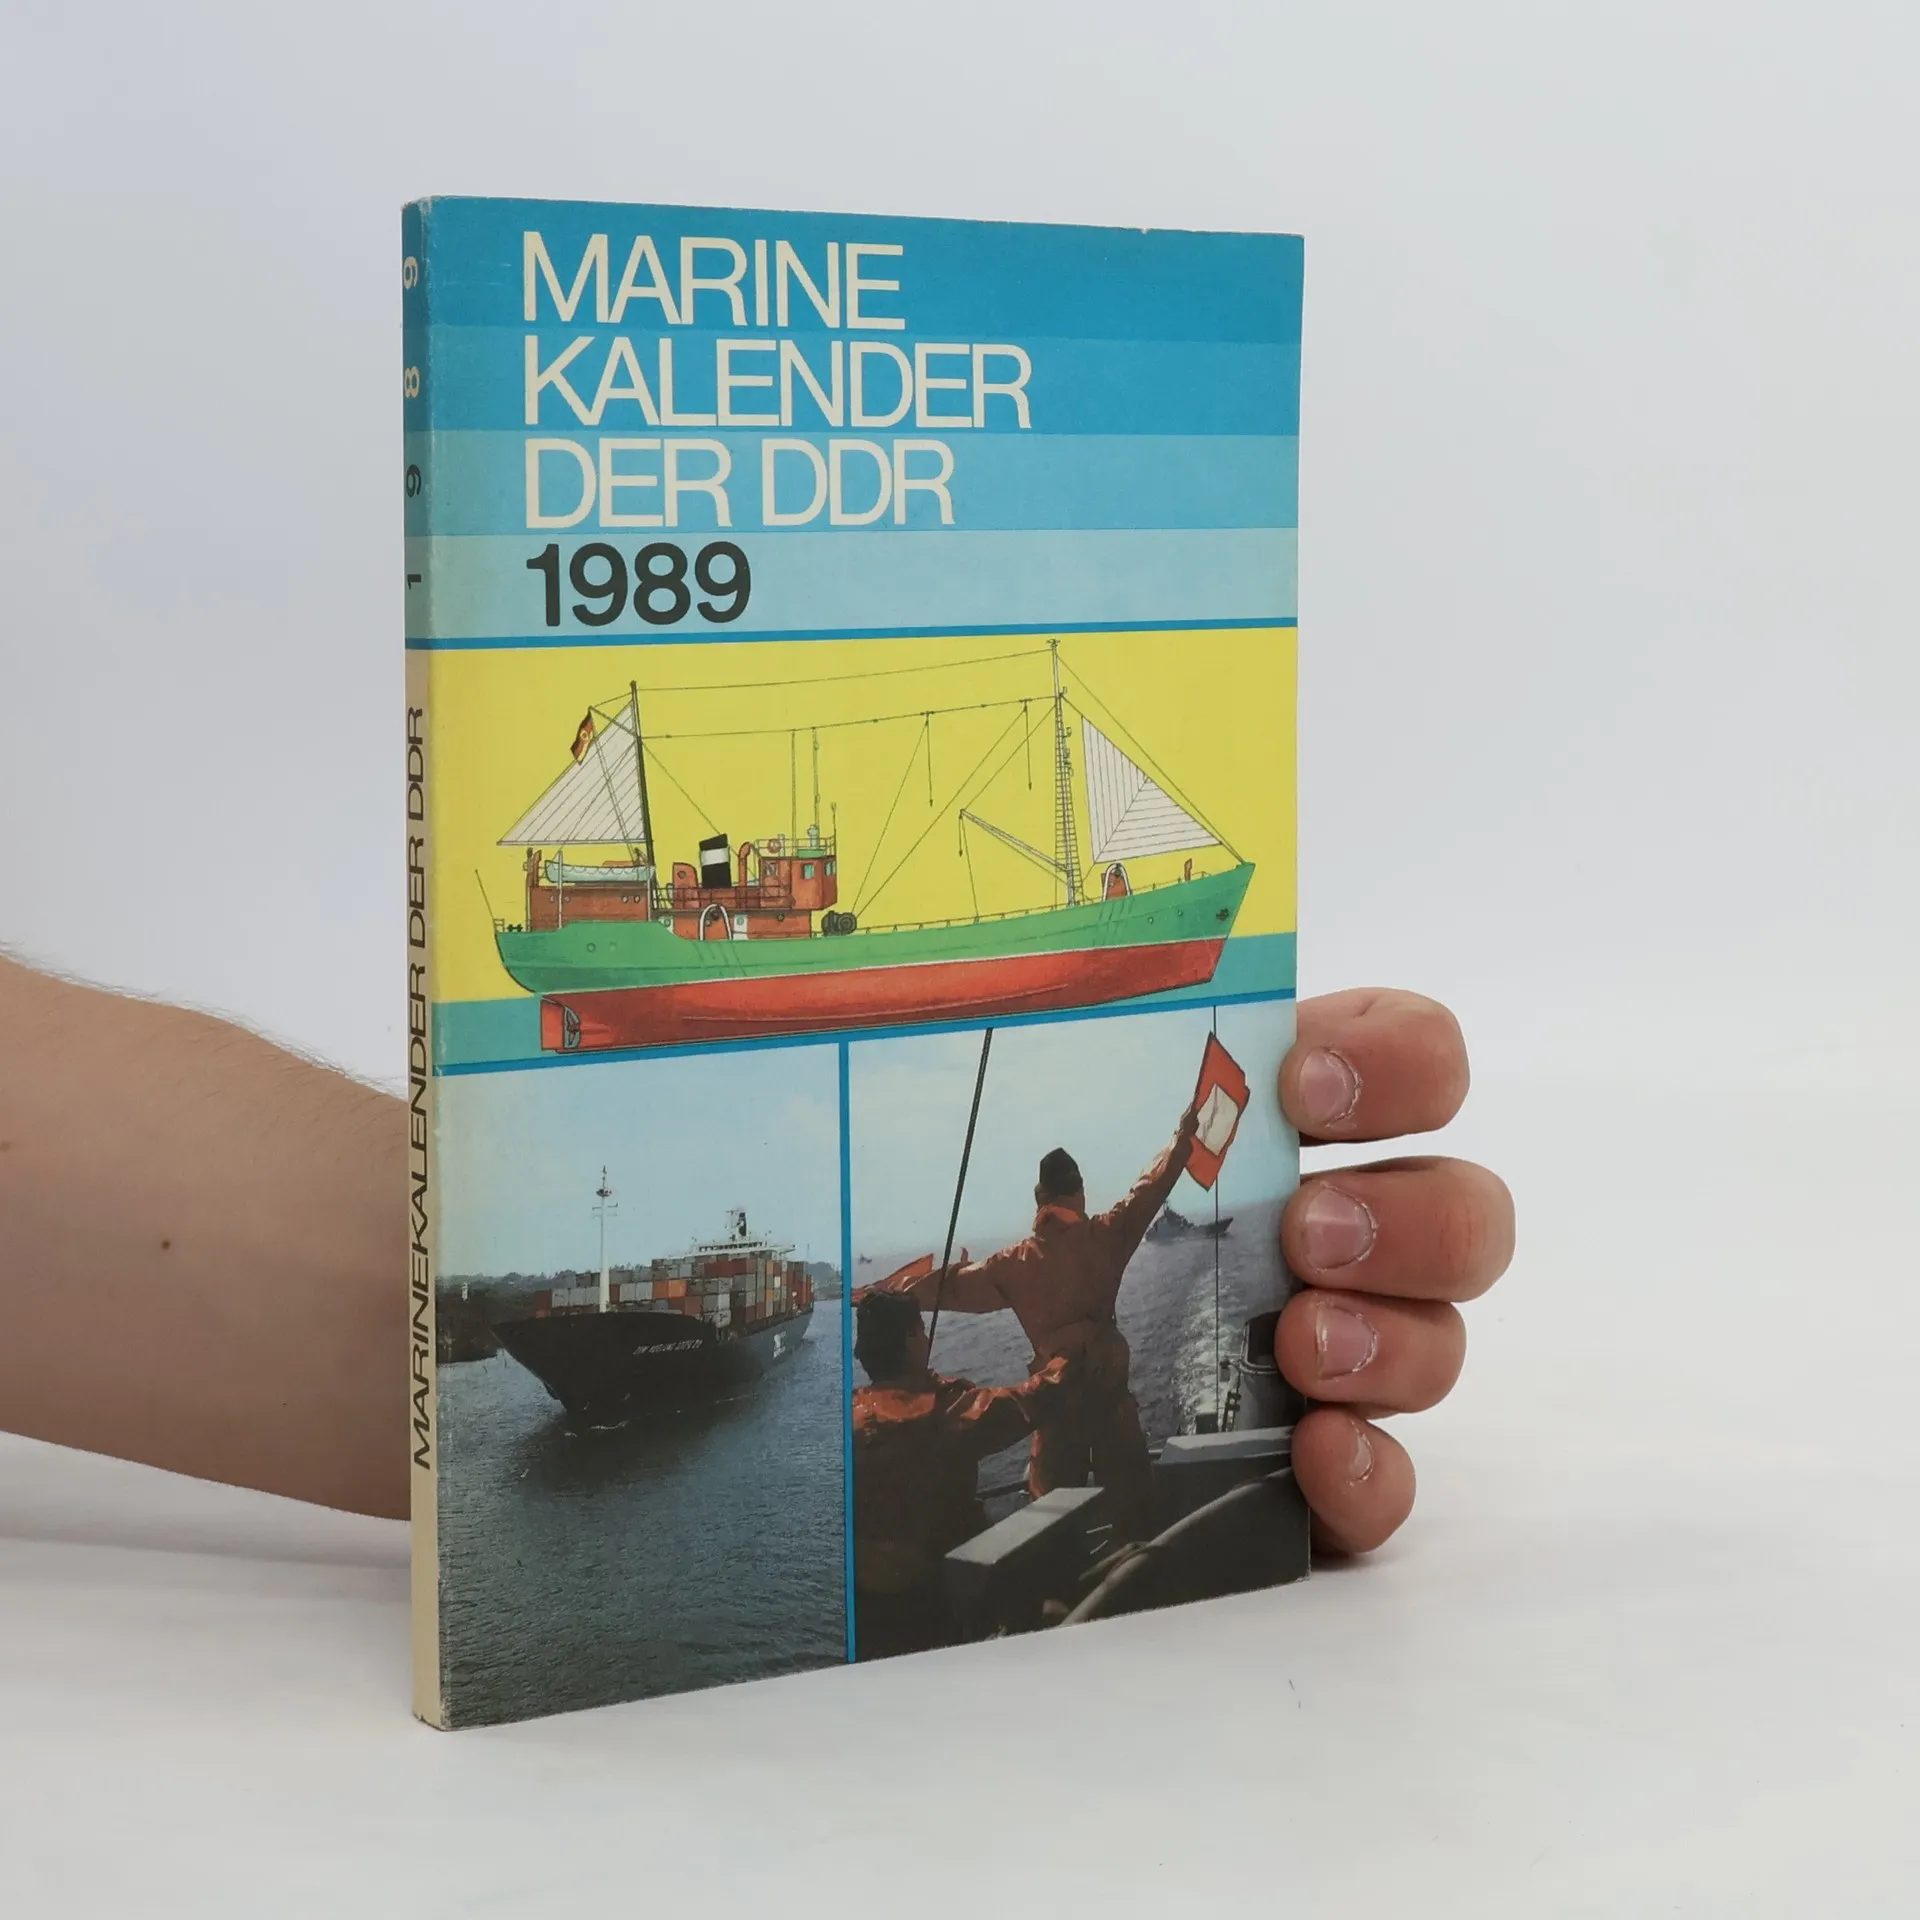 MARINE
KALENDER
DER DDR
1989
MARINEKALENDER DER DDR 1989